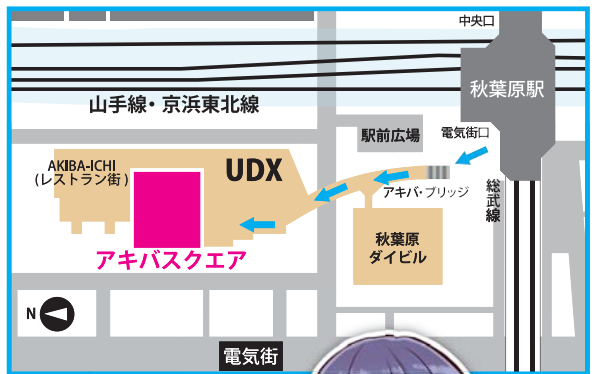 中央口
秋葉原駅
山手線・京浜東北線
駅前広場
電気街口
AKIBA-ICHI
(レストラン街)
UDX
アキバ・ブリッジ
総武線
秋葉原
ダイビル
アキバスクエア
N
電気街